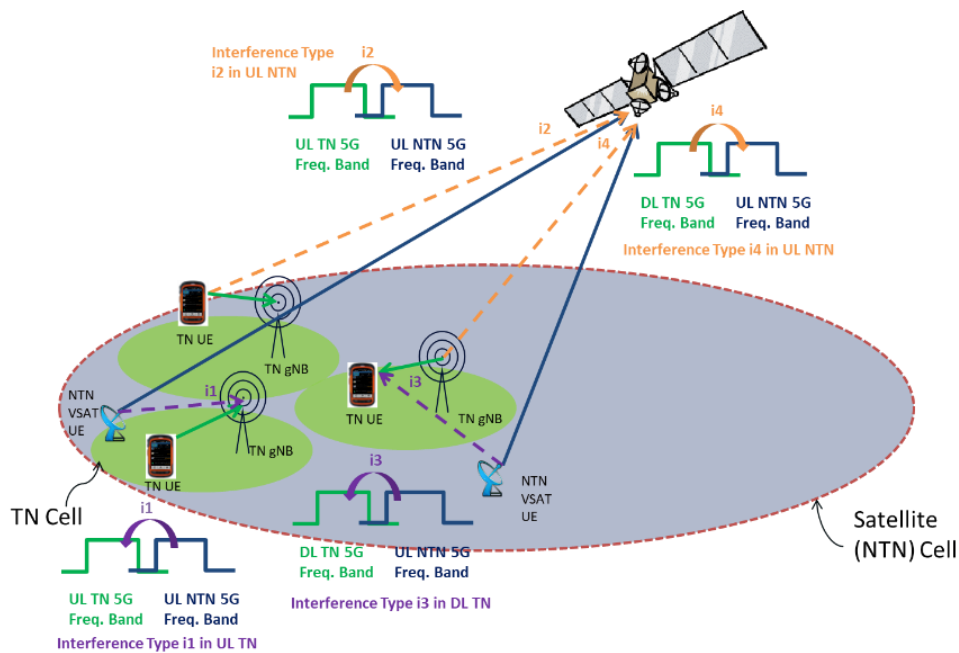 Interference Type
i2 in UL NTN
i2
UL TN 5G
Freq. Band
UL NTN 5G
Freq. Band
i2
i4
i4
DL TN 5G
Freq. Band
UL NTN 5G
Freq. Band
Interference Type i4 in UL NTN
TN UE
TN gNB
i1
NTN
VSAT
UE
TN gNB
TN UE
i3
TN UE
TN gNB
NTN
VSAT
UE
TN Cell
Satellite
(NTN) Cell
i1
UL TN 5G
Freq. Band
UL NTN 5G
Freq. Band
Interference Type i1 in UL TN
i3
DL TN 5G
Freq. Band
UL NTN 5G
Freq. Band
Interference Type i3 in DL TN